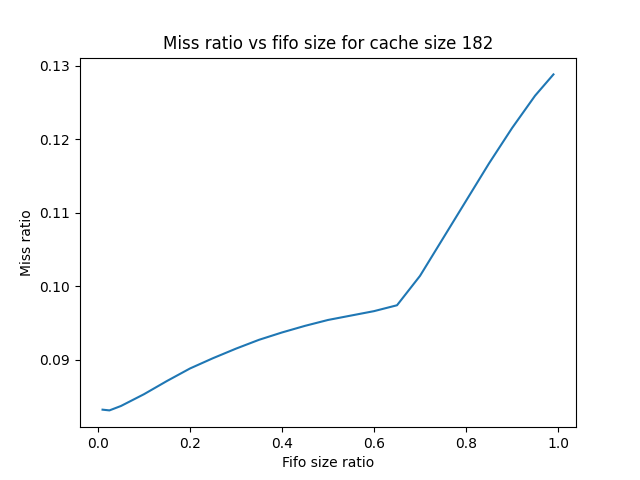 Miss ratio vs fifo size for cache size 182
0.13
0.12
0.11
0.10
0.09
Miss ratio
0.0 0.2 0.4 0.6 0.8 1.0
Fifo size ratio